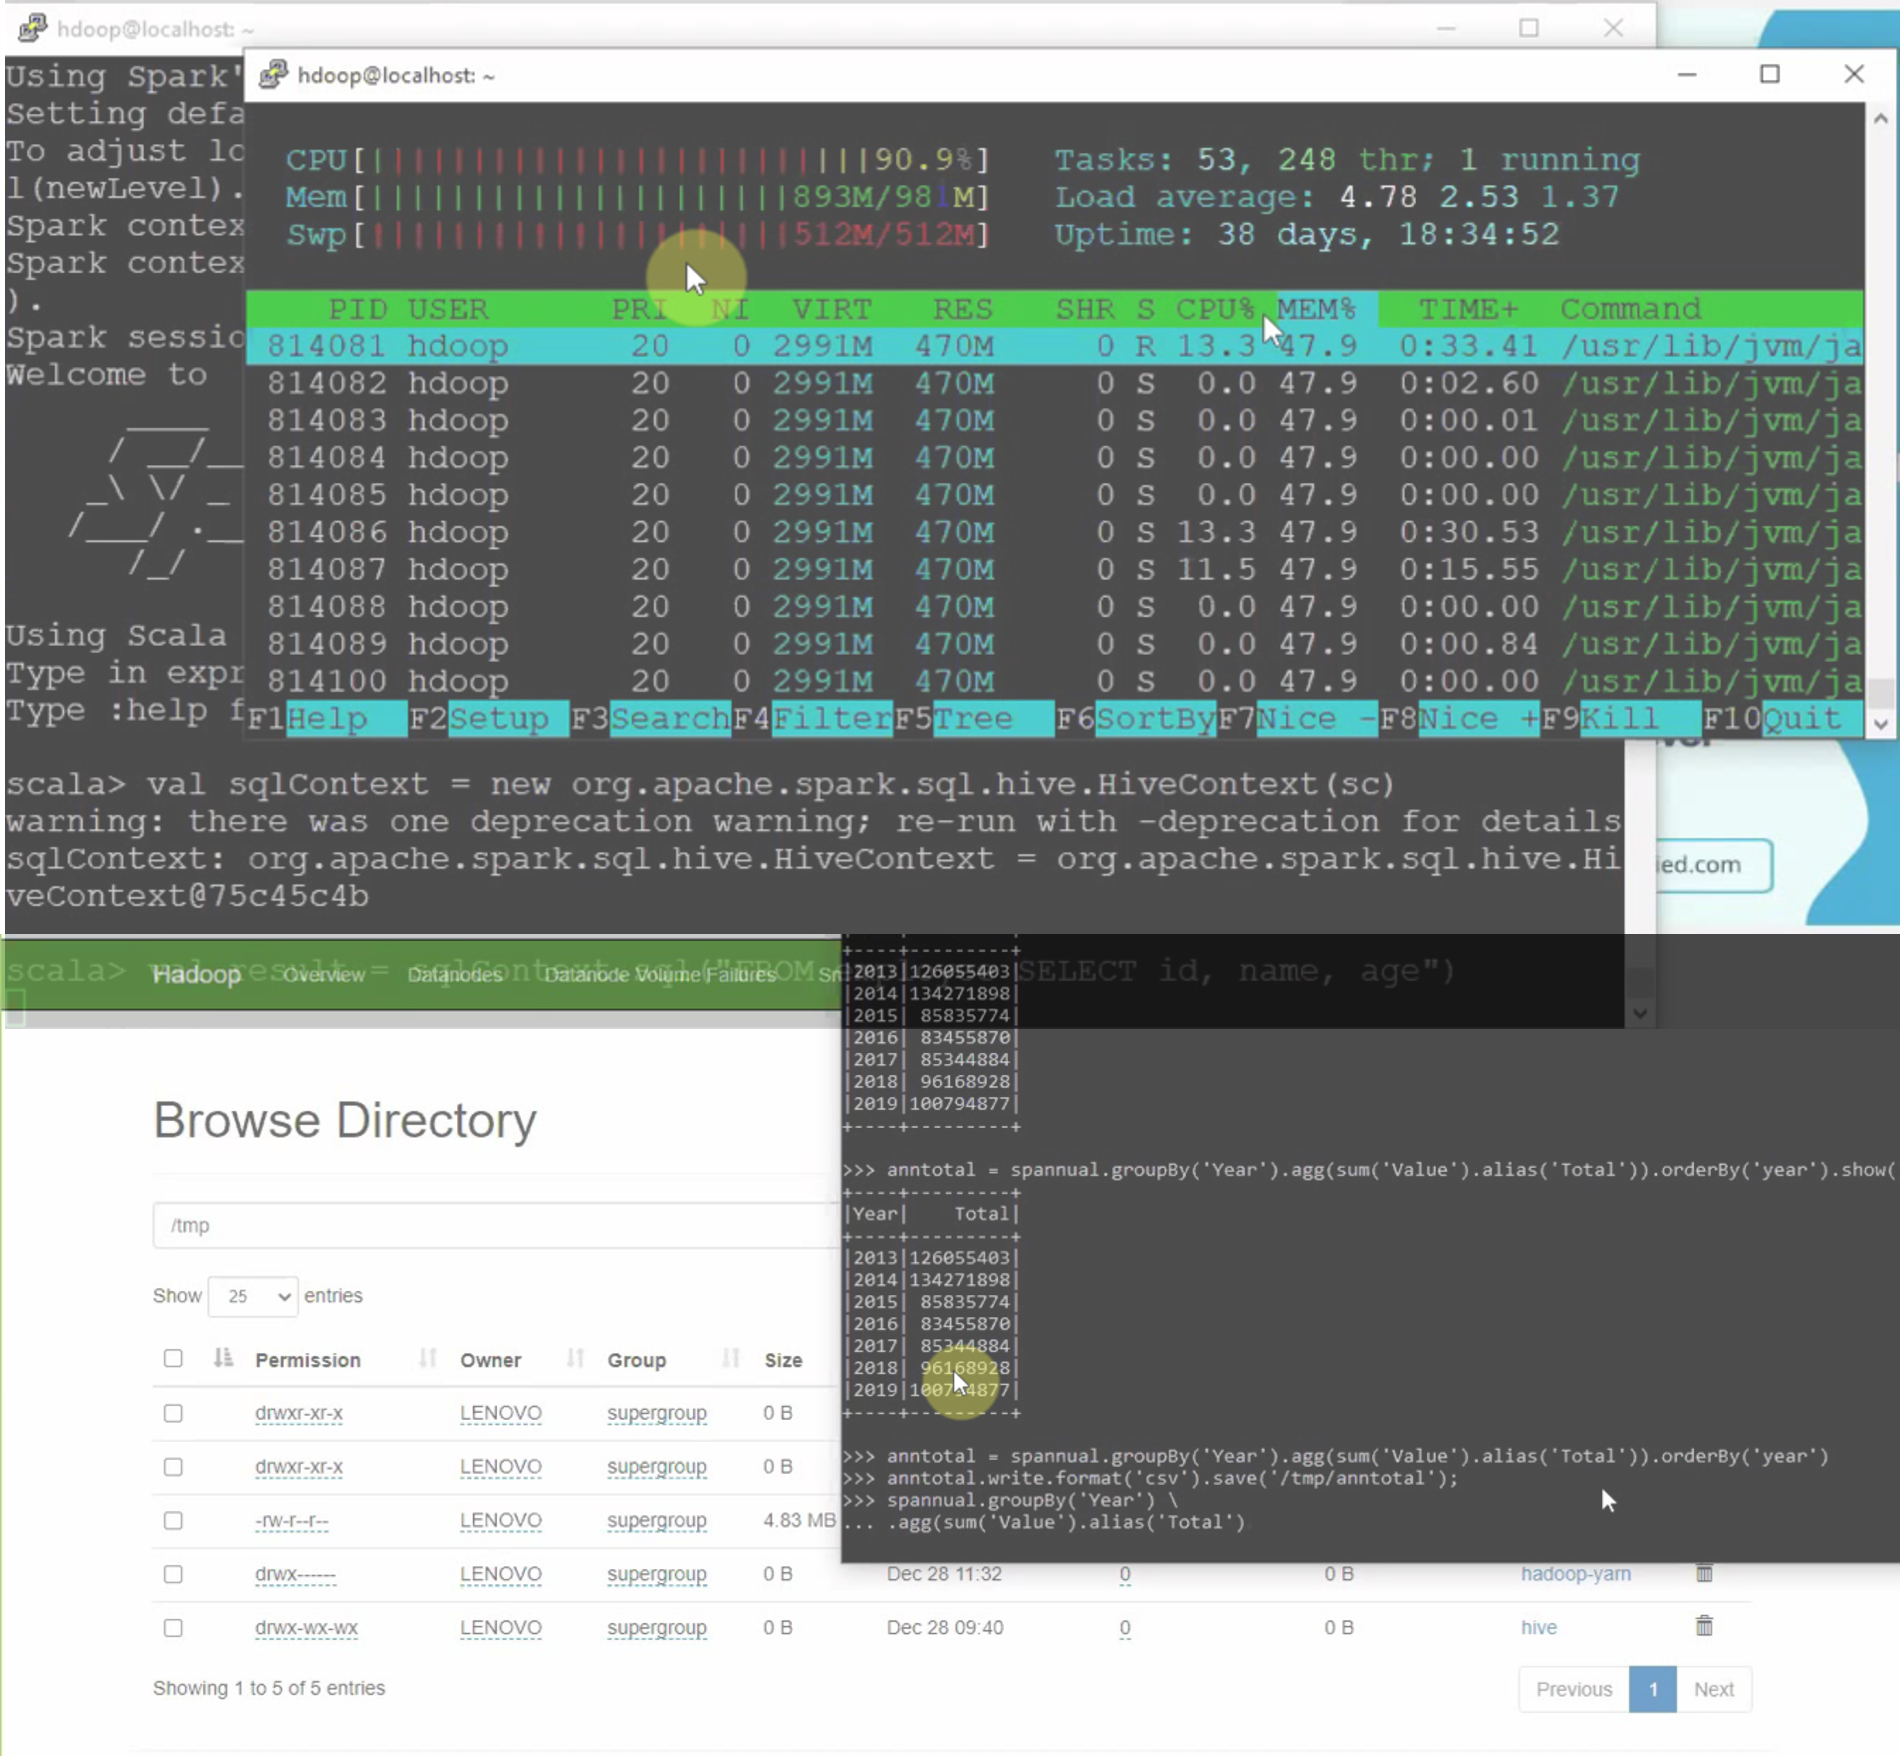 hdoop@localhost: ~
Using Spark'
Setting defa
To adjust lo
l(newLevel).
Spark contex
Spark contex
).
Spark sessio
Welcome to
Using Scala
Type in expr
Type :help f
hdoop@localhost: ~
CPU[ 90.9%] Tasks: 53, 248 thr; 1 running
Mem[ 893M/981M] Load average: 4.78 2.53 1.37
Swp[ 512M/512M] Uptime: 38 days, 18:34:52
PID USER PRI NI VIRT RES SHR S CPU% MEM% TIME+ Command
814081 hdoop 20 0 2991M 470M 0 R 13.3 47.9 0:33.41 /usr/lib/jvm/ja
814082 hdoop 20 0 2991M 470M 0 S 0.0 47.9 0:02.60 /usr/lib/jvm/ja
814083 hdoop 20 0 2991M 470M 0 S 0.0 47.9 0:00.01 /usr/lib/jvm/ja
814084 hdoop 20 0 2991M 470M 0 S 0.0 47.9 0:00.00 /usr/lib/jvm/ja
814085 hdoop 20 0 2991M 470M 0 S 0.0 47.9 0:00.00 /usr/lib/jvm/ja
814086 hdoop 20 0 2991M 470M 0 S 13.3 47.9 0:30.53 /usr/lib/jvm/ja
814087 hdoop 20 0 2991M 470M 0 S 11.5 47.9 0:15.55 /usr/lib/jvm/ja
814088 hdoop 20 0 2991M 470M 0 S 0.0 47.9 0:00.00 /usr/lib/jvm/ja
814089 hdoop 20 0 2991M 470M 0 S 0.0 47.9 0:00.84 /usr/lib/jvm/ja
814100 hdoop 20 0 2991M 470M 0 S 0.0 47.9 0:00.00 /usr/lib/jvm/ja
F1Help F2Setup F3SearchF4FilterF5Tree F6SortByF7Nice -F8Nice +F9Kill F10Quit
scala> val sqlContext = new org.apache.spark.sql.hive.HiveContext(sc)
warning: there was one deprecation warning; re-run with -deprecation for details
sqlContext: org.apache.spark.sql.hive.HiveContext = org.apache.spark.sql.hive.Hi
veContext@75c45c4b
ied.com
scala> val result = sqlContext.sql("FROM SELECT id, name, age")
Hadoop Overview Datanodes Datanode Volume Failures Sn
Browse Directory
/tmp
Show 25 entries
Permission Owner Group Size
drwxr-xr-x LENOVO supergroup 0 B
drwxr-xr-x LENOVO supergroup 0 B
-rw-r--r-- LENOVO supergroup 4.83 MB
drwx------ LENOVO supergroup 0 B Dec 28 11:32 0 0 B hadoop-yarn
drwx-wx-wx LENOVO supergroup 0 B Dec 28 09:40 0 0 B hive
Showing 1 to 5 of 5 entries
Previous 1 Next
+----+---------+
|2013|126055403|
|2014|134271898|
|2015| 85835774|
|2016| 83455870|
|2017| 85344884|
|2018| 96168928|
|2019|100794877|
+----+---------+
>>> anntotal = spannual.groupBy('Year').agg(sum('Value').alias('Total')).orderBy('year').show(
+----+---------+
|Year| Total|
+----+---------+
|2013|126055403|
|2014|134271898|
|2015| 85835774|
|2016| 83455870|
|2017| 85344884|
|2018| 96168928|
|2019|100794877|
+----+---------+
>>> anntotal = spannual.groupBy('Year').agg(sum('Value').alias('Total')).orderBy('year')
>>> anntotal.write.format('csv').save('/tmp/anntotal');
>>> spannual.groupBy('Year') \
... .agg(sum('Value').alias('Total')